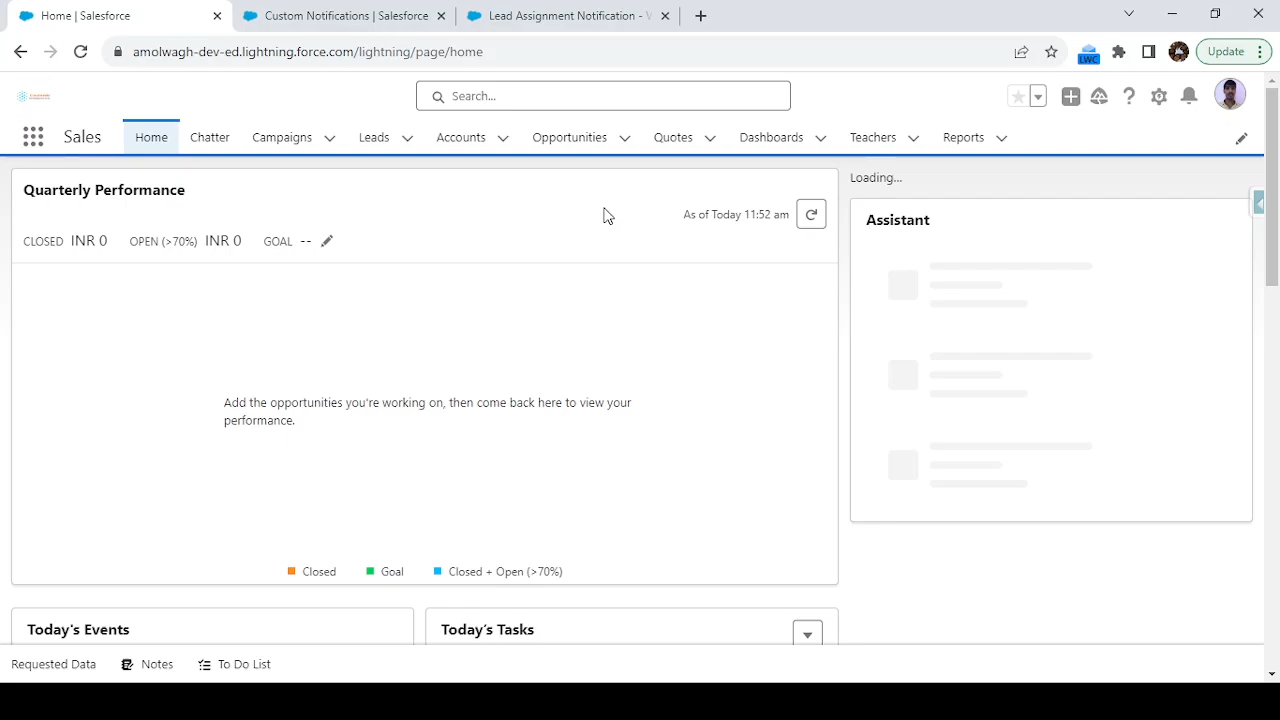 Home | Salesforce
Custom Notifications | Salesforce
Lead Assignment Notification -
amolwagh-dev-ed.lightning.force.com/lightning/page/home
LWC
Update
Search...
Sales
Home
Chatter
Campaigns
Leads
Accounts
Opportunities
Quotes
Dashboards
Teachers
Reports
Quarterly Performance
As of Today 11:52 am
CLOSED INR 0 OPEN (>70%) INR 0 GOAL --
Add the opportunities you're working on, then come back here to view your
performance.
Closed
Goal
Closed + Open (>70%)
Loading...
Assistant
Today's Events
Today's Tasks
Requested Data
Notes
To Do List